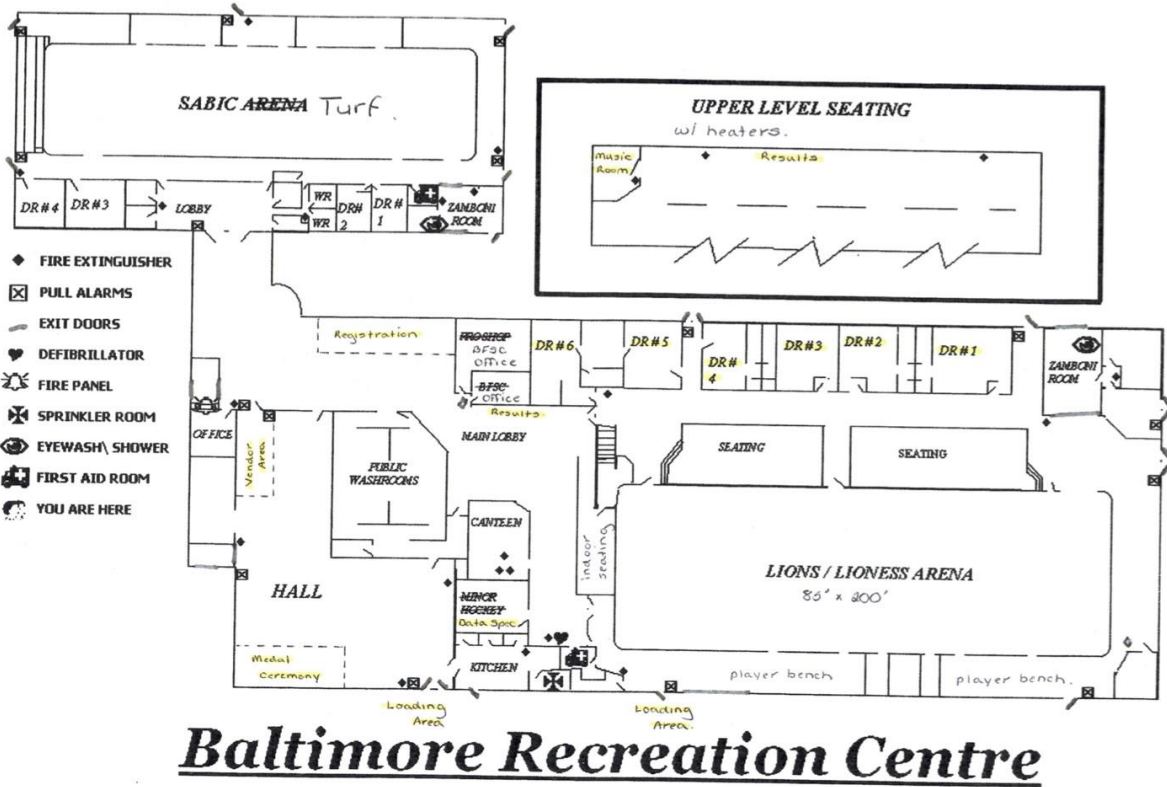 SABIC ARENA Turf.
UPPER LEVEL SEATING
w/ heaters.
Music
Room
Results
DR#4
DR#3
LOBBY
WR
WR
DR#
2
DR#
1
ZAMBONI
ROOM
FIRE EXTINGUISHER
PULL ALARMS
EXIT DOORS
DEFIBRILLATOR
FIRE PANEL
SPRINKLER ROOM
EYEWASH\ SHOWER
FIRST AID ROOM
YOU ARE HERE
Registration
PRO SHOP
BFSC
Office
BFSC
Office
Results
DR#6
DR#5
DR#
4
DR#3
DR#2
DR#1
ZAMBONI
ROOM
OFFICE
Vendor
Area
PUBLIC
WASHROOMS
MAIN LOBBY
SEATING
SEATING
CANTEEN
indoor
seating
HALL
MINOR
HOCKEY
Data Spec.
LIONS / LIONESS ARENA
85' x 200'
Medal
Ceremony
KITCHEN
player bench
player bench.
Loading
Area
Loading
Area.
Baltimore Recreation Centre